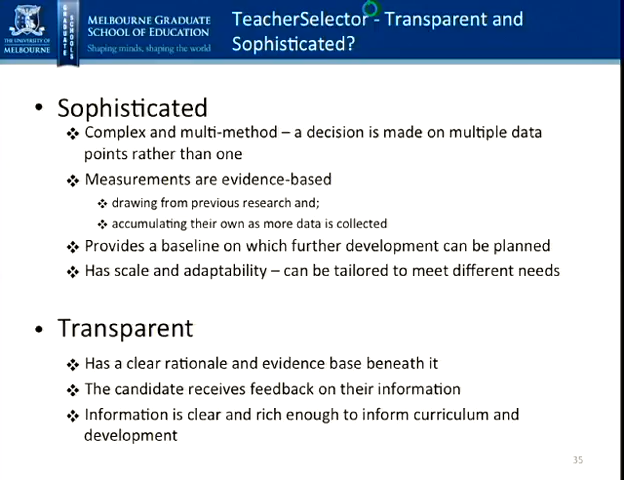 THE UNIVERSITY OF
MELBOURNE
GRADUATE
SCHOOLS
MELBOURNE GRADUATE
SCHOOL OF EDUCATION
Shaping minds, shaping the world
TeacherSelector - Transparent and
Sophisticated?
• Sophisticated
❖ Complex and multi-method – a decision is made on multiple data
points rather than one
❖ Measurements are evidence-based
❖ drawing from previous research and;
❖ accumulating their own as more data is collected
❖ Provides a baseline on which further development can be planned
❖ Has scale and adaptability – can be tailored to meet different needs
• Transparent
❖ Has a clear rationale and evidence base beneath it
❖ The candidate receives feedback on their information
❖ Information is clear and rich enough to inform curriculum and
development
35